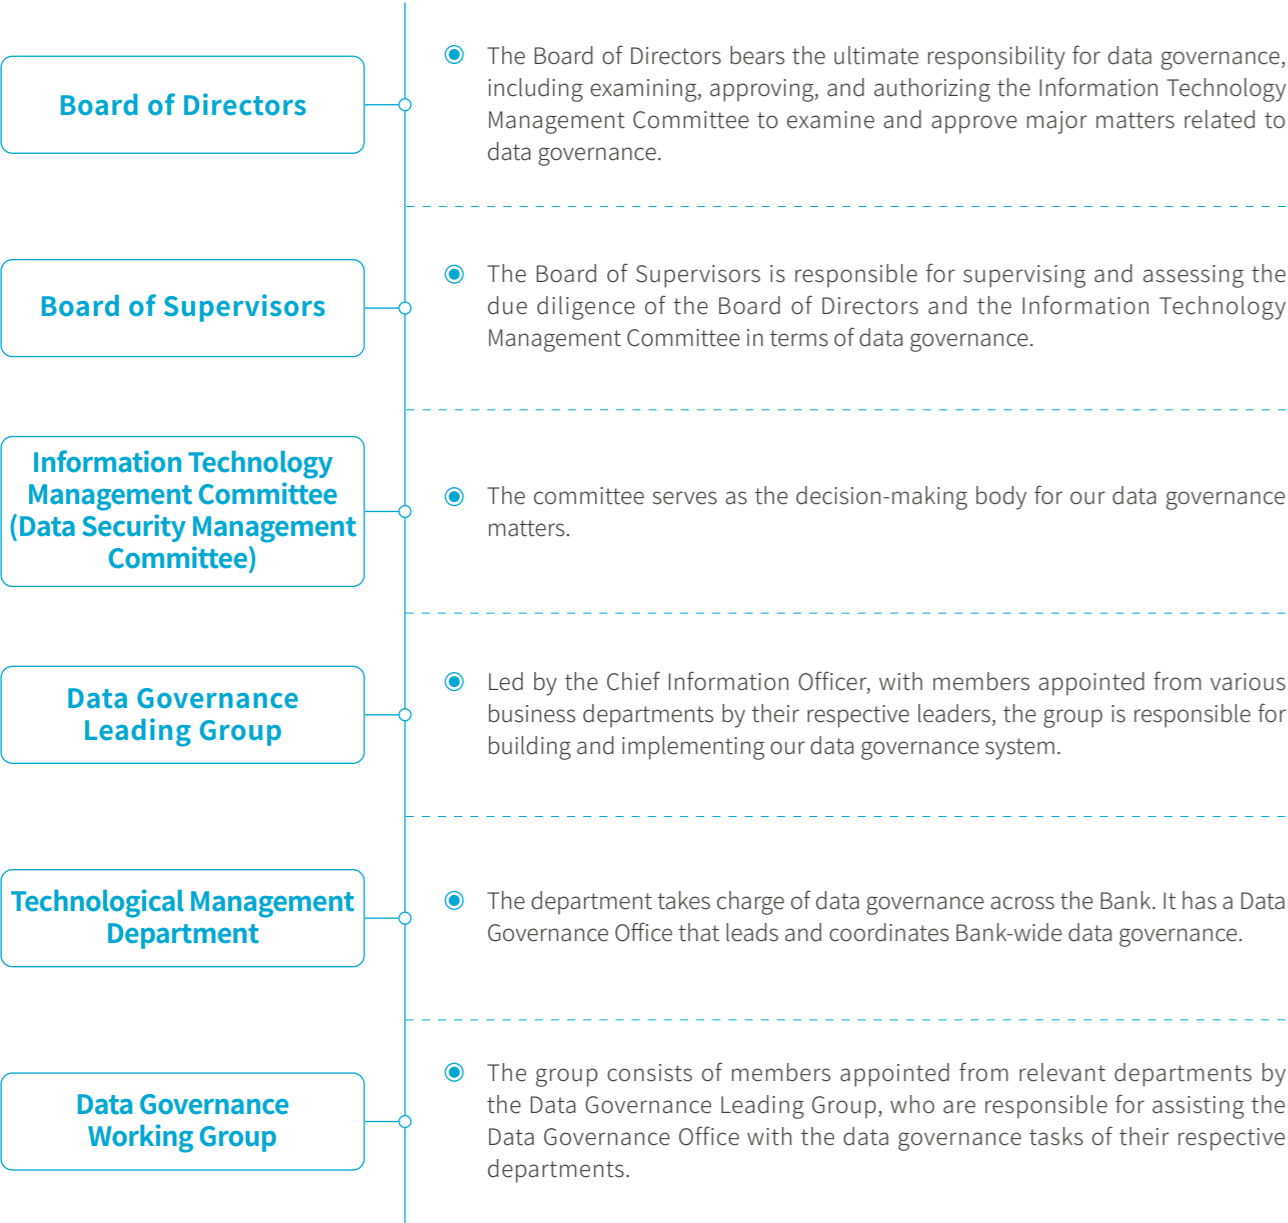 Board of Directors
The Board of Directors bears the ultimate responsibility for data governance,
including examining, approving, and authorizing the Information Technology
Management Committee to examine and approve major matters related to
data governance.
Board of Supervisors
The Board of Supervisors is responsible for supervising and assessing the
due diligence of the Board of Directors and the Information Technology
Management Committee in terms of data governance.
Information Technology
Management Committee
(Data Security Management
Committee)
The committee serves as the decision-making body for our data governance
matters.
Data Governance
Leading Group
Led by the Chief Information Officer, with members appointed from various
business departments by their respective leaders, the group is responsible for
building and implementing our data governance system.
Technological Management
Department
The department takes charge of data governance across the Bank. It has a Data
Governance Office that leads and coordinates Bank-wide data governance.
Data Governance
Working Group
The group consists of members appointed from relevant departments by
the Data Governance Leading Group, who are responsible for assisting the
Data Governance Office with the data governance tasks of their respective
departments.